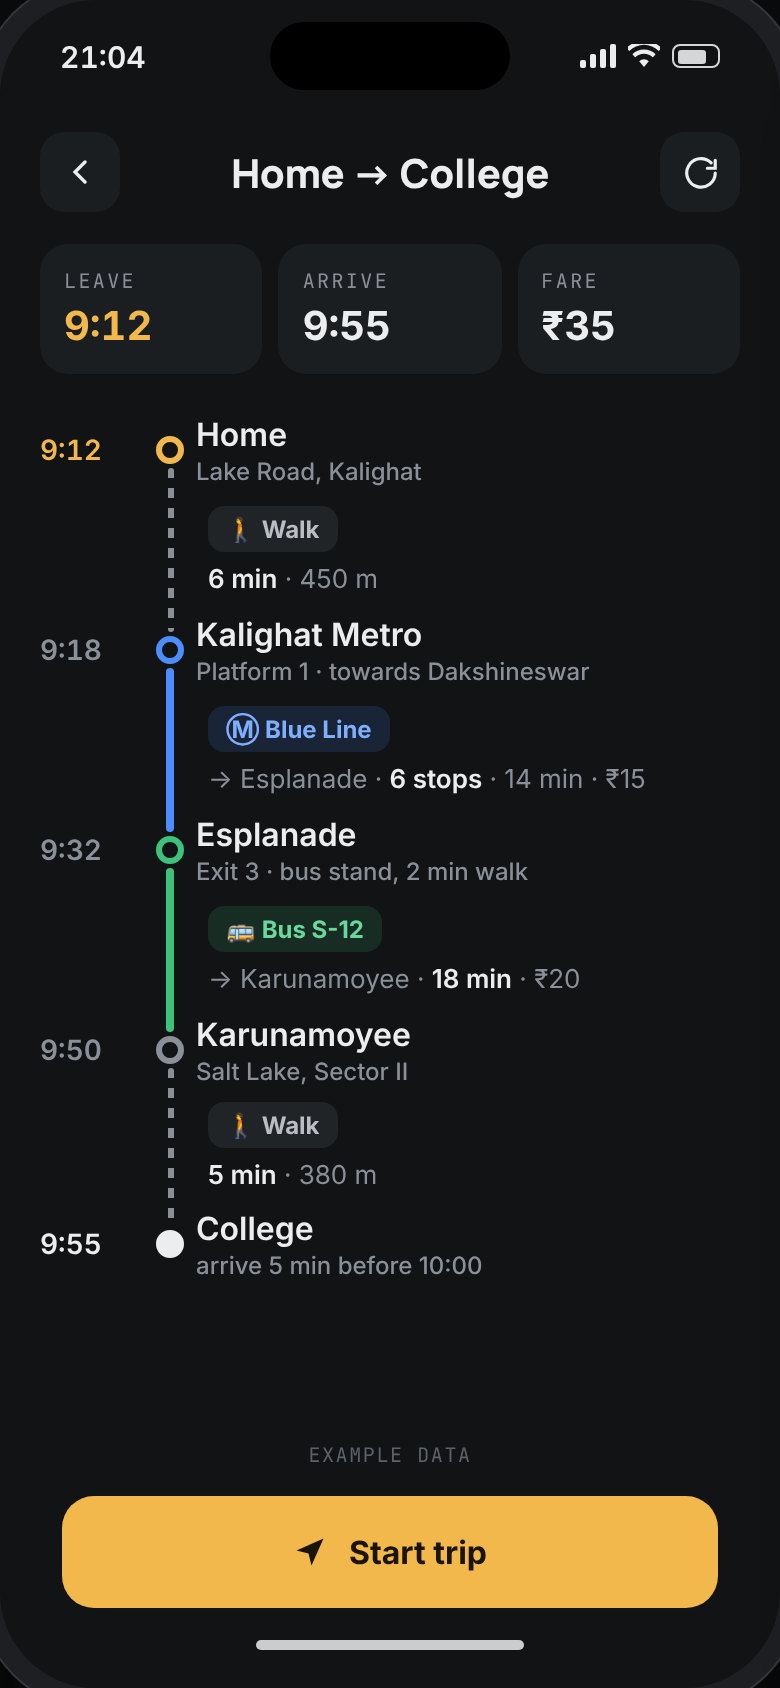 21:04
Home → College
LEAVE
9:12
ARRIVE
9:55
FARE
₹35
9:12
Home
Lake Road, Kalighat
🚶 Walk
6 min · 450 m
9:18
Kalighat Metro
Platform 1 · towards Dakshineswar
Ⓜ Blue Line
→ Esplanade · 6 stops · 14 min · ₹15
9:32
Esplanade
Exit 3 · bus stand, 2 min walk
🚌 Bus S-12
→ Karunamoyee · 18 min · ₹20
9:50
Karunamoyee
Salt Lake, Sector II
🚶 Walk
5 min · 380 m
9:55
College
arrive 5 min before 10:00
EXAMPLE DATA
Start trip